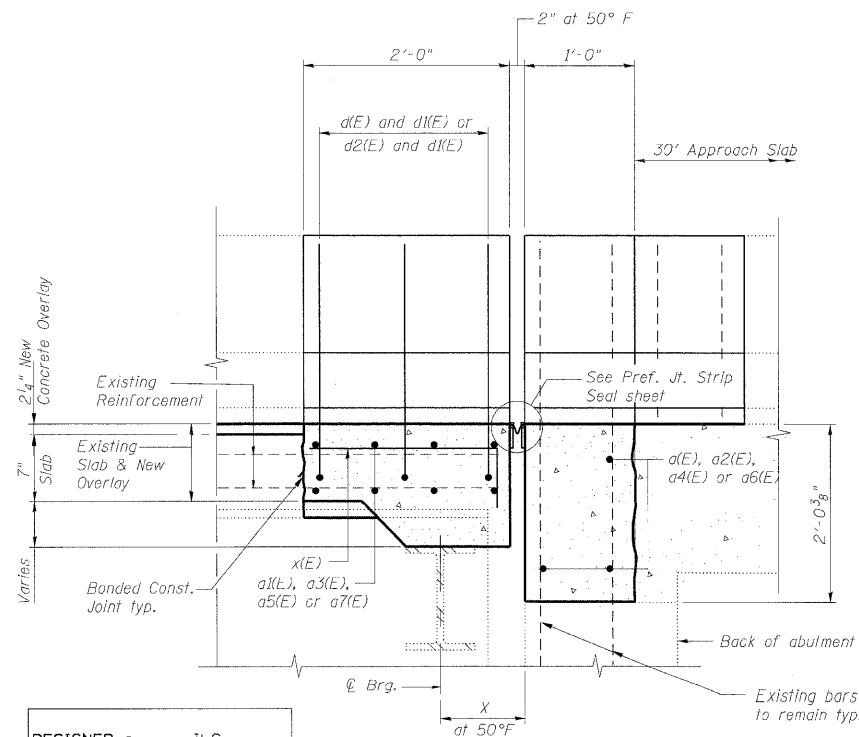 2" at 50° F
2'-0"
1'-0"
d(E) and d1(E) or
d2(E) and d1(E)
30' Approach Slab
2 1/4" New
Concrete Overlay
Existing
Reinforcement
See Pref. Jt. Strip
Seal sheet
7"
Slab
Existing
Slab & New
Overlay
a(E), a2(E),
a4(E) or a6(E)
2'-0 3/8"
Varies
x(E)
a1(E), a3(E),
a5(E) or a7(E)
Bonded Const.
Joint typ.
Back of abutment
℄ Brg.
X
at 50°F
Existing bars
to remain typ.